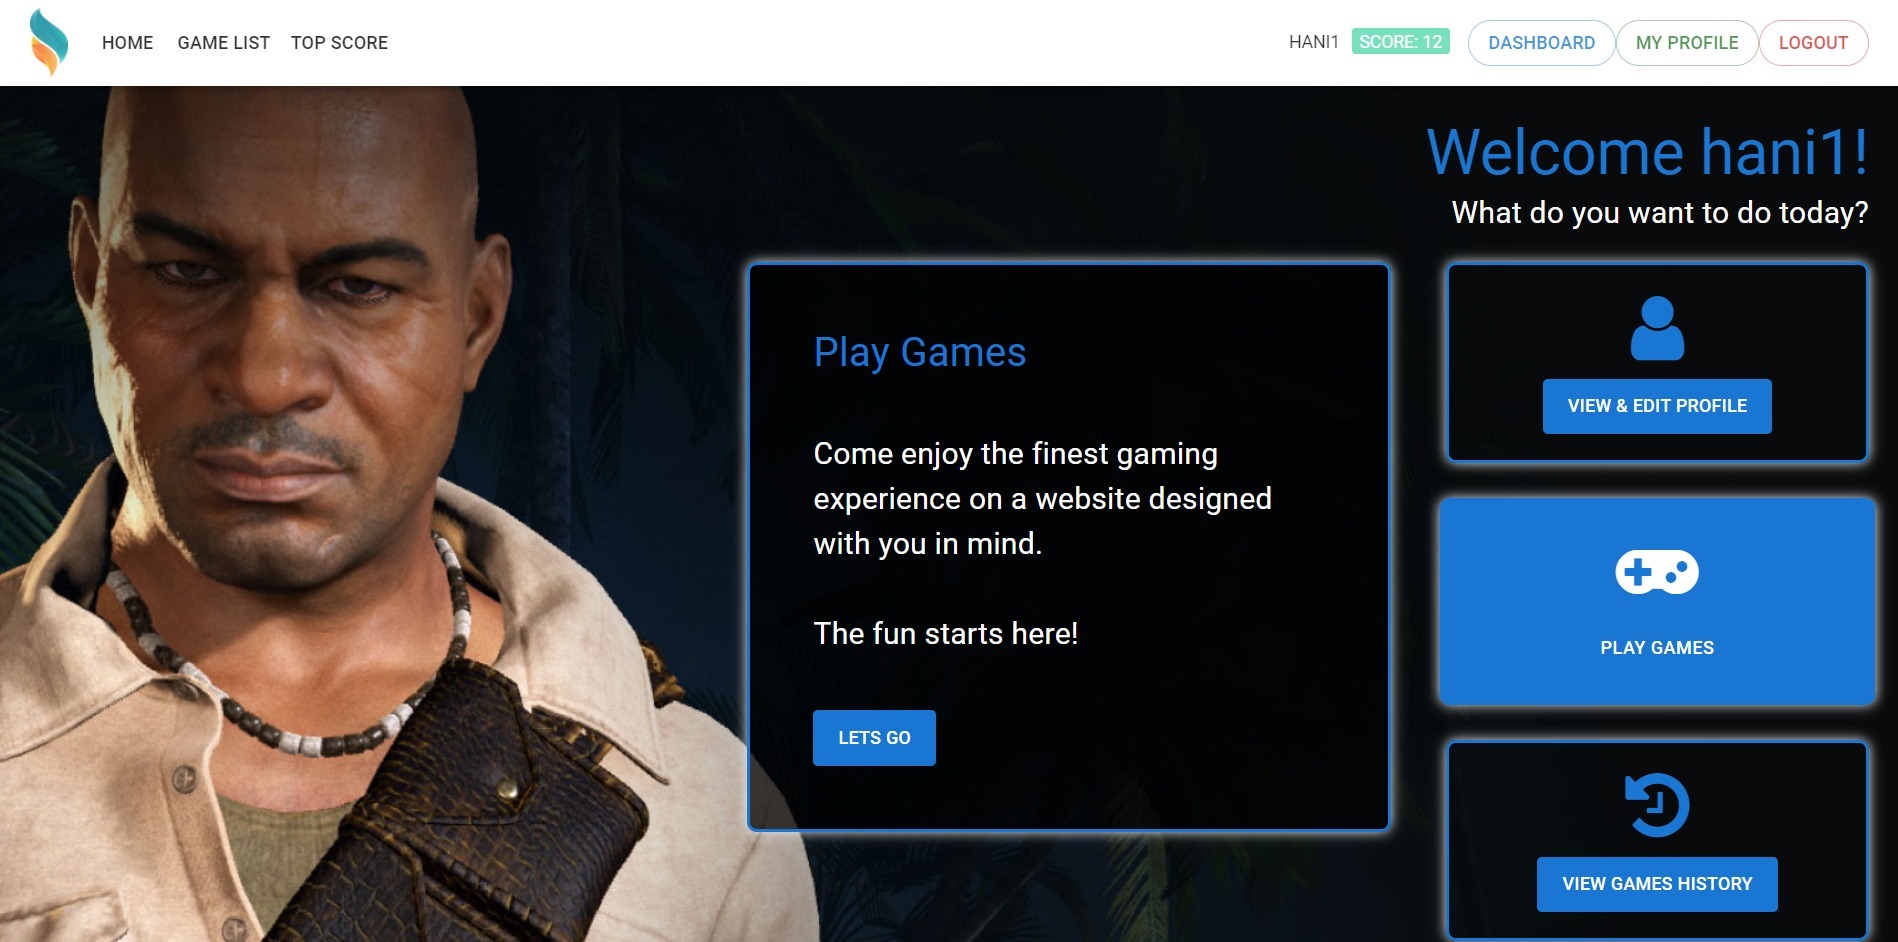 HOME GAME LIST TOP SCORE HANI1 SCORE: 12 DASHBOARD MY PROFILE LOGOUT
Welcome hani1!
What do you want to do today?
Play Games
Come enjoy the finest gaming
experience on a website designed
with you in mind.
The fun starts here!
LETS GO
VIEW & EDIT PROFILE
PLAY GAMES
VIEW GAMES HISTORY